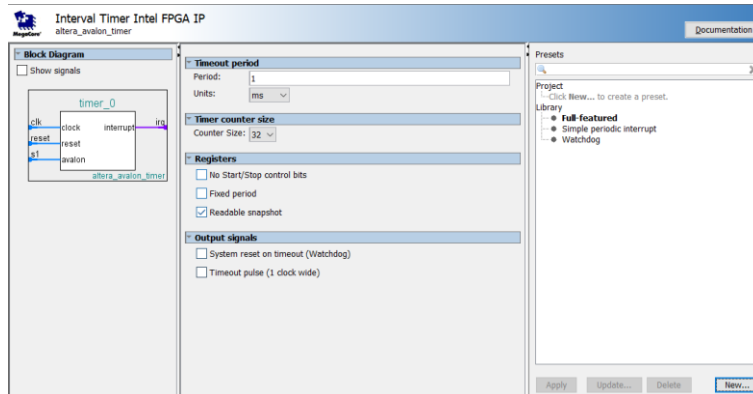 Interval Timer Intel FPGA IP
MegaCore®
altera_avalon_timer
Documentation
Block Diagram
Show signals
timer_0
clk
clock
interrupt
irq
reset
reset
s1
avalon
altera_avalon_timer
Timeout period
Period: 1
Units: ms
Timer counter size
Counter Size: 32
Registers
No Start/Stop control bits
Fixed period
Readable snapshot
Output signals
System reset on timeout (Watchdog)
Timeout pulse (1 clock wide)
Presets
Project
Click New... to create a preset.
Library
Full-featured
Simple periodic interrupt
Watchdog
Apply Update... Delete New...